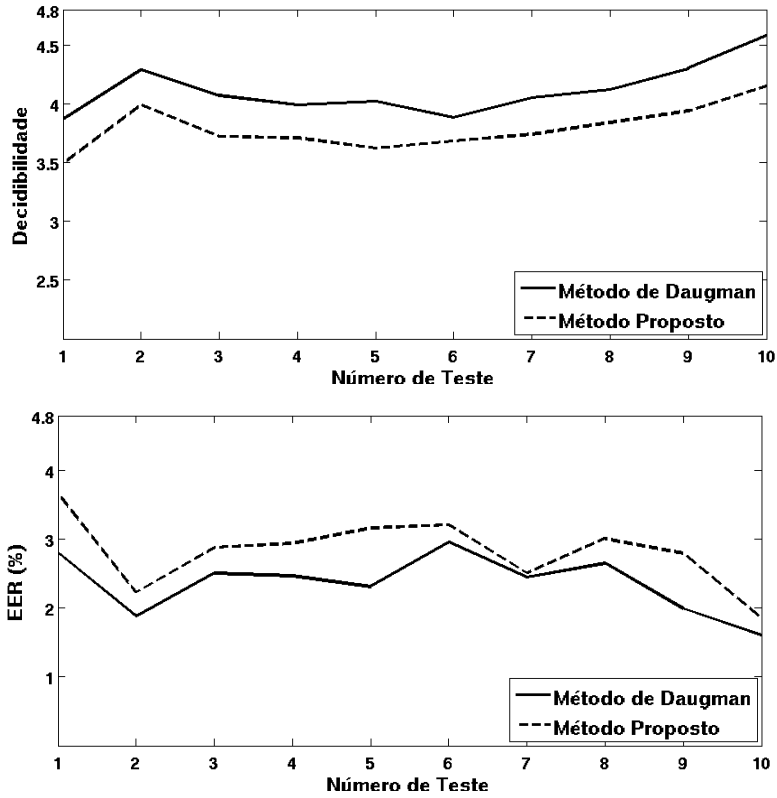 4.8
4.5
4
3.5
3
2.5
Decidibilidade
Método de Daugman
Método Proposto
1 2 3 4 5 6 7 8 9 10
Número de Teste
4.8
4
3
2
1
EER (%)
Método de Daugman
Método Proposto
1 2 3 4 5 6 7 8 9 10
Número de Teste